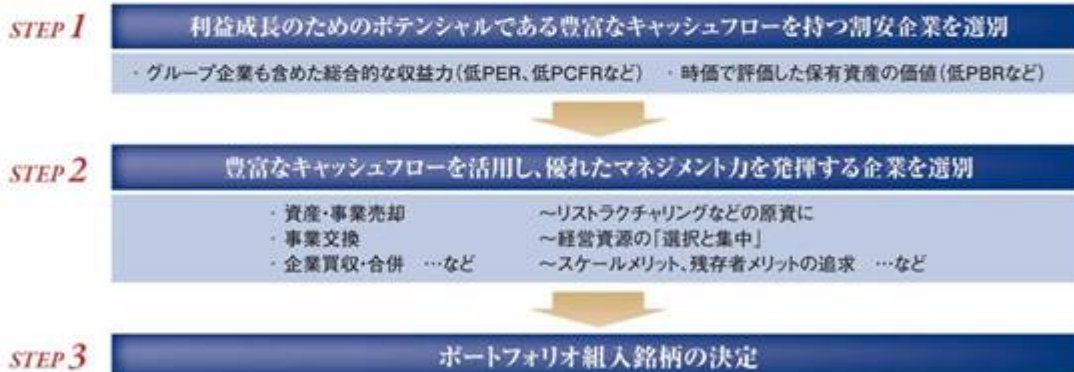 STEP 1
利益成長のためのポテンシャルである豊富なキャッシュフローを持つ割安企業を選別
・グループ企業も含めた総合的な収益力(低PER、低PCFRなど) ・時価で評価した保有資産の価値(低PBRなど)
STEP 2
豊富なキャッシュフローを活用し、優れたマネジメント力を発揮する企業を選別
・資産・事業売却 ～リストラクチャリングなどの原資に
・事業交換 ～経営資源の「選択と集中」
・企業買収・合併 …など ～スケールメリット、残存者メリットの追求 …など
STEP 3
ポートフォリオ組入銘柄の決定